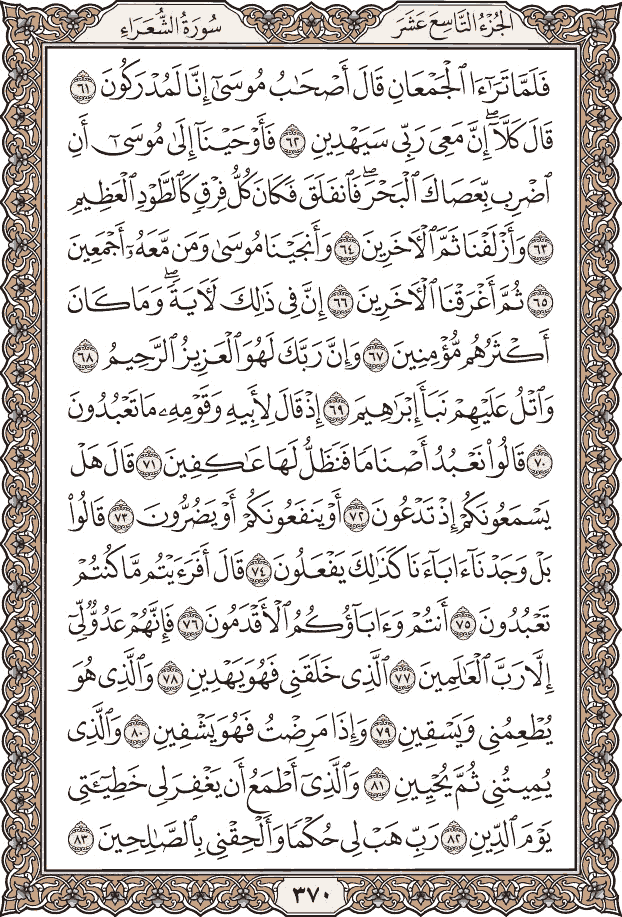 الجُزْءُ التَّاسِعَ عَشَرَ
سُورَةُ الشُّعَرَاءِ
فَلَمَّا تَرَٰٓءَا ٱلْجَمْعَانِ قَالَ أَصْحَٰبُ مُوسَىٰٓ إِنَّا لَمُدْرَكُونَ ٦١
قَالَ كَلَّآۖ إِنَّ مَعِىَ رَبِّى سَيَهْدِينِ ٦٢ فَأَوْحَيْنَآ إِلَىٰ مُوسَىٰٓ أَنِ
ٱضْرِب بِّعَصَاكَ ٱلْبَحْرَۖ فَٱنفَلَقَ فَكَانَ كُلُّ فِرْقٍ كَٱلطَّوْدِ ٱلْعَظِيمِ
٦٣ وَأَزْلَفْنَا ثَمَّ ٱلْءَاخَرِينَ ٦٤ وَأَنجَيْنَا مُوسَىٰ وَمَن مَّعَهُۥٓ أَجْمَعِينَ
٦٥ ثُمَّ أَغْرَقْنَا ٱلْءَاخَرِينَ ٦٦ إِنَّ فِى ذَٰلِكَ لَءَايَةًۖ وَمَا كَانَ
أَكْثَرُهُم مُّؤْمِنِينَ ٦٧ وَإِنَّ رَبَّكَ لَهُوَ ٱلْعَزِيزُ ٱلرَّحِيمُ ٦٨
وَٱتْلُ عَلَيْهِمْ نَبَأَ إِبْرَٰهِيمَ ٦٩ إِذْ قَالَ لِأَبِيهِ وَقَوْمِهِۦ مَا تَعْبُدُونَ
٧٠ قَالُوا۟ نَعْبُدُ أَصْنَامًا فَنَظَلُّ لَهَا عَٰكِفِينَ ٧١ قَالَ هَلْ
يَسْمَعُونَكُمْ إِذْ تَدْعُونَ ٧٢ أَوْ يَنفَعُونَكُمْ أَوْ يَضُرُّونَ ٧٣ قَالُوا۟
بَلْ وَجَدْنَآ ءَابَآءَنَا كَذَٰلِكَ يَفْعَلُونَ ٧٤ قَالَ أَفَرَءَيْتُم مَّا كُنتُمْ
تَعْبُدُونَ ٧٥ أَنتُمْ وَءَابَآؤُكُمُ ٱلْأَقْدَمُونَ ٧٦ فَإِنَّهُمْ عَدُوٌّ لِّىٓ
إِلَّا رَبَّ ٱلْعَٰلَمِينَ ٧٧ ٱلَّذِى خَلَقَنِى فَهُوَ يَهْدِينِ ٧٨ وَٱلَّذِى هُوَ
يُطْعِمُنِى وَيَسْقِينِ ٧٩ وَإِذَا مَرِضْتُ فَهُوَ يَشْفِينِ ٨٠ وَٱلَّذِى
يُمِيتُنِى ثُمَّ يُحْيِينِ ٨١ وَٱلَّذِىٓ أَطْمَعُ أَن يَغْفِرَ لِى خَطِيٓـَٔتِى
يَوْمَ ٱلدِّينِ ٨٢ رَبِّ هَبْ لِى حُكْمًا وَأَلْحِقْنِى بِٱلصَّٰلِحِينَ ٨٣
٣٧٠